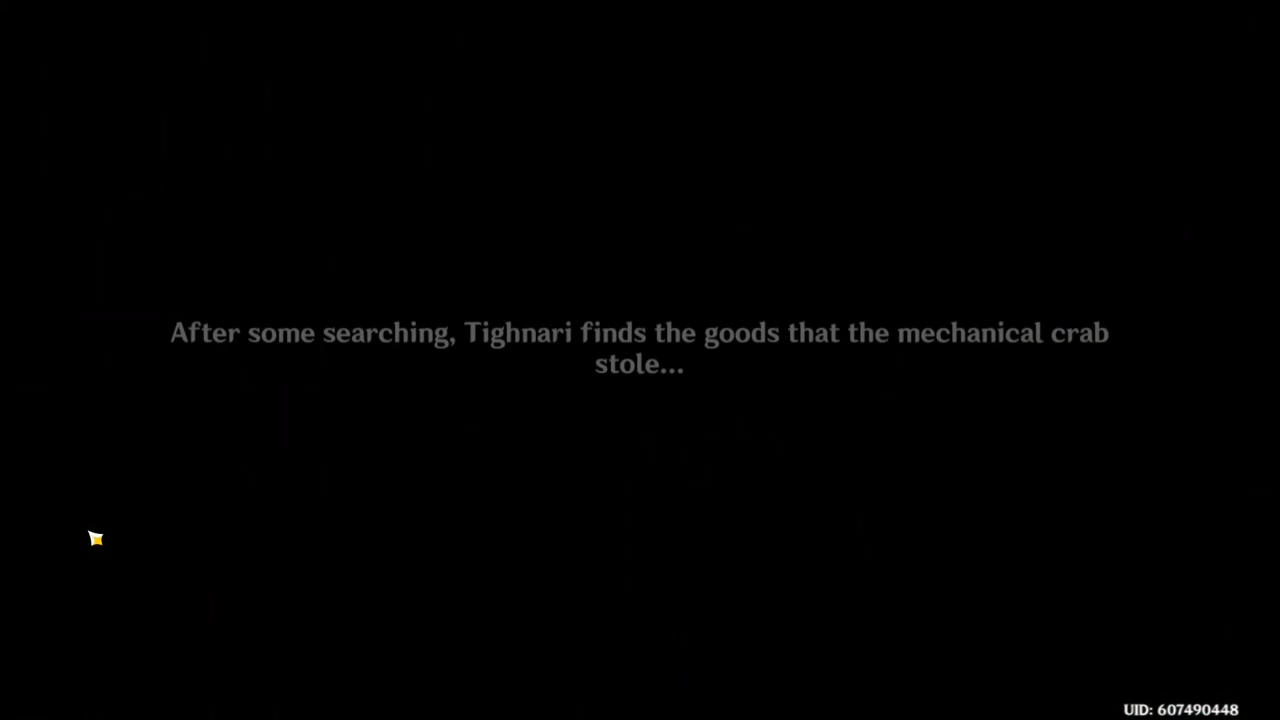 After some searching, Tighnari finds the goods that the mechanical crab
stole...
UID: 607490448